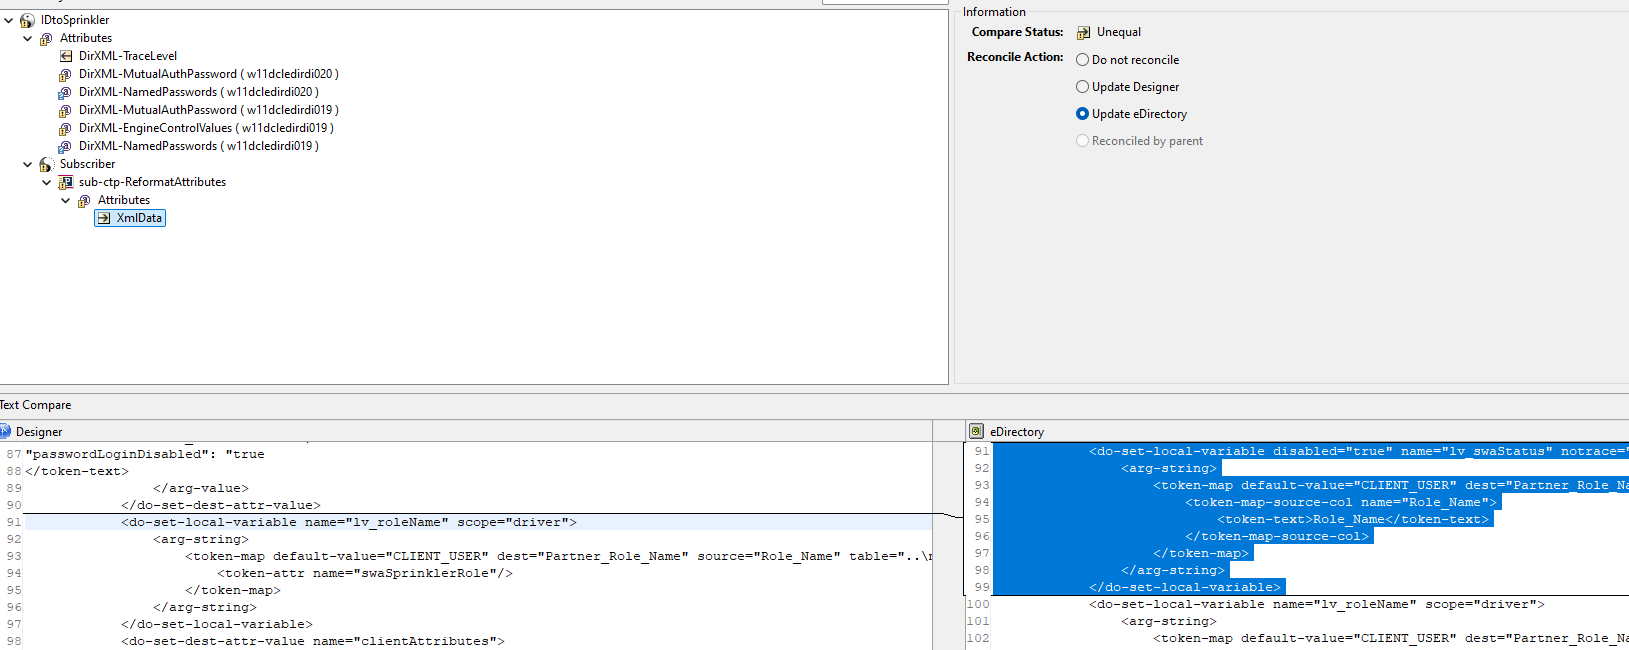 IDtoSprinkler
Attributes
DirXML-TraceLevel
DirXML-MutualAuthPassword ( w11dcledirdi020 )
DirXML-NamedPasswords ( w11dcledirdi020 )
DirXML-MutualAuthPassword ( w11dcledirdi019 )
DirXML-EngineControlValues ( w11dcledirdi019 )
DirXML-NamedPasswords ( w11dcledirdi019 )
Subscriber
sub-ctp-ReformatAttributes
Attributes
XmlData
Information
Compare Status: Unequal
Reconcile Action: Do not reconcile
Update Designer
Update eDirectory
Reconciled by parent
Text Compare
Designer
87 "passwordLoginDisabled": "true
88 </token-text>
89 </arg-value>
90 </do-set-dest-attr-value>
91 <do-set-local-variable name="lv_roleName" scope="driver">
92 <arg-string>
93 <token-map default-value="CLIENT_USER" dest="Partner_Role_Name" source="Role_Name" table="..\
94 <token-attr name="swaSprinklerRole"/>
95 </token-map>
96 </arg-string>
97 </do-set-local-variable>
98 <do-set-dest-attr-value name="clientAttributes">
eDirectory
91 <do-set-local-variable disabled="true" name="lv_swaStatus" notrace="
92 <arg-string>
93 <token-map default-value="CLIENT_USER" dest="Partner_Role_Na
94 <token-map-source-col name="Role_Name">
95 <token-text>Role_Name</token-text>
96 </token-map-source-col>
97 </token-map>
98 </arg-string>
99 </do-set-local-variable>
100 <do-set-local-variable name="lv_roleName" scope="driver">
101 <arg-string>
102 <token-map default-value="CLIENT_USER" dest="Partner_Role_Na